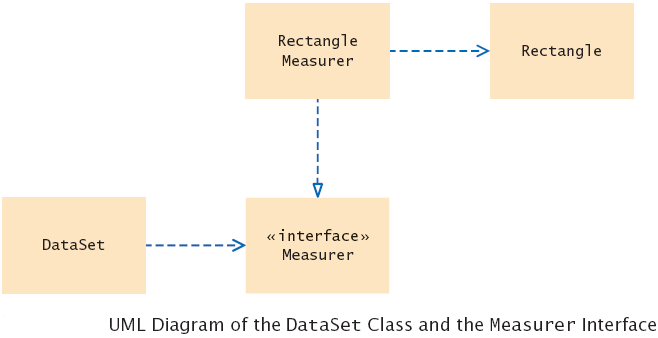 Rectangle
Measurer
Rectangle
DataSet
«interface»
Measurer
UML Diagram of the DataSet Class and the Measurer Interface